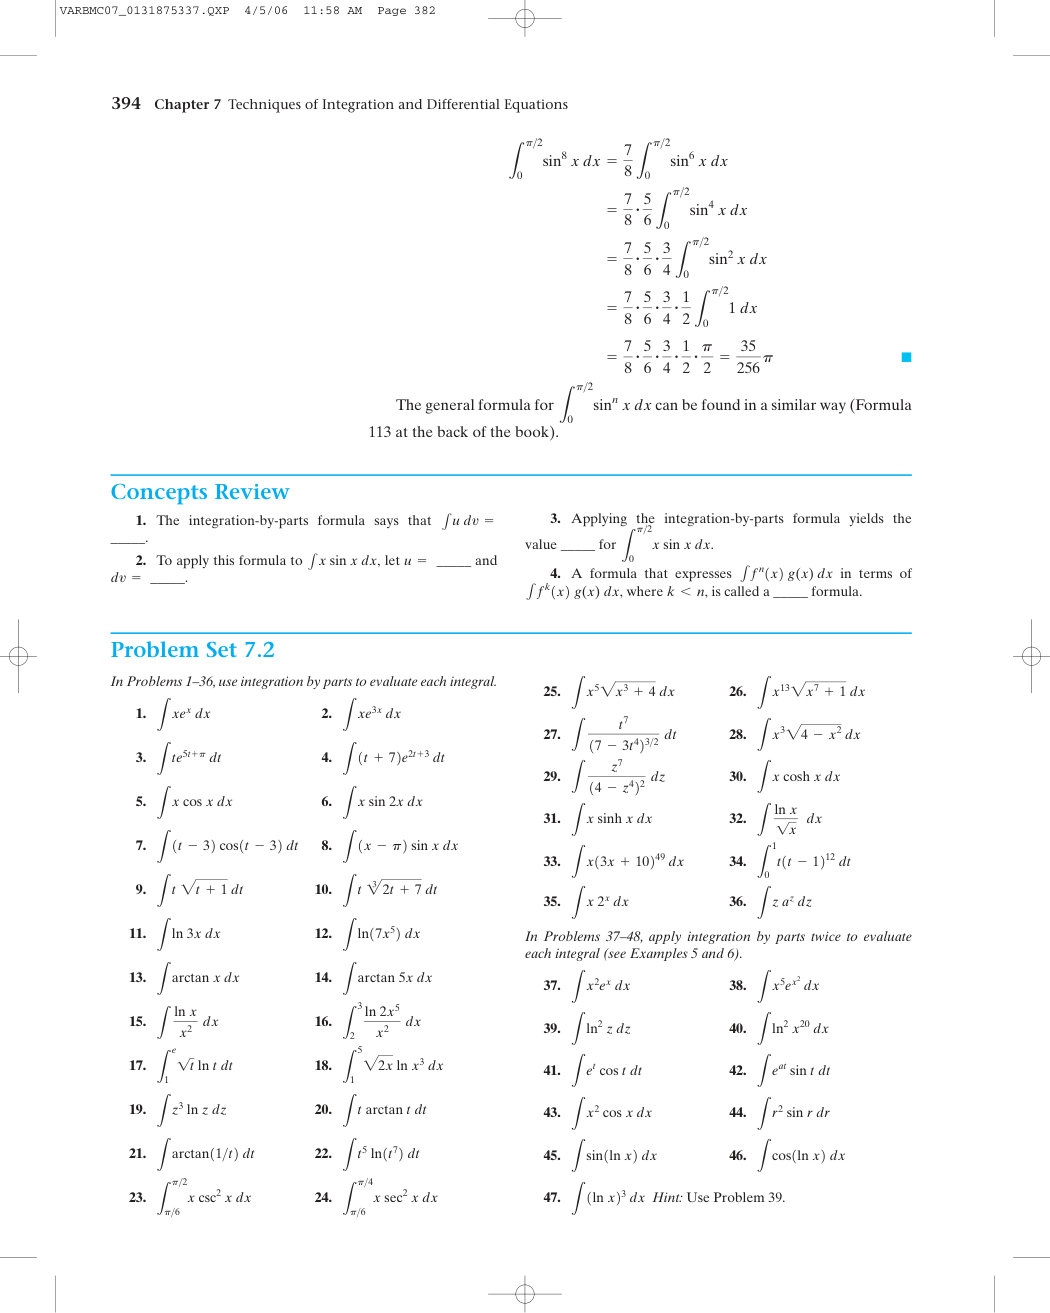 VARBMC07_0131875337.QXP 4/5/06 11:58 AM Page 382
394 Chapter 7 Techniques of Integration and Differential Equations
∫₀^{π/2} sin⁸ x dx = 7/8 ∫₀^{π/2} sin⁶ x dx
= 7/8 · 5/6 ∫₀^{π/2} sin⁴ x dx
= 7/8 · 5/6 · 3/4 ∫₀^{π/2} sin² x dx
= 7/8 · 5/6 · 3/4 · 1/2 ∫₀^{π/2} 1 dx
= 7/8 · 5/6 · 3/4 · 1/2 · π/2 = 35/256 π
The general formula for ∫₀^{π/2} sinⁿ x dx can be found in a similar way (Formula
113 at the back of the book).
Concepts Review
1. The integration-by-parts formula says that ∫u dv =
_____.
2. To apply this formula to ∫x sin x dx, let u = _____ and
dv = _____.
3. Applying the integration-by-parts formula yields the
value _____ for ∫₀^{π/2} x sin x dx.
4. A formula that expresses ∫fⁿ(x) g(x) dx in terms of
∫f^k(x) g(x) dx, where k < n, is called a _____ formula.
Problem Set 7.2
In Problems 1–36, use integration by parts to evaluate each integral.
1. ∫xe^x dx 2. ∫xe^{3x} dx
3. ∫te^{5t+π} dt 4. ∫(t + 7)e^{2t+3} dt
5. ∫x cos x dx 6. ∫x sin 2x dx
7. ∫(t − 3) cos(t − 3) dt 8. ∫(x − π) sin x dx
9. ∫t √(t + 1) dt 10. ∫t ∛(2t + 7) dt
11. ∫ln 3x dx 12. ∫ln(7x⁵) dx
13. ∫arctan x dx 14. ∫arctan 5x dx
15. ∫(ln x)/x² dx 16. ∫₂³ (ln 2x⁵)/x² dx
17. ∫₁^e √t ln t dt 18. ∫₁⁵ √(2x) ln x³ dx
19. ∫z³ ln z dz 20. ∫t arctan t dt
21. ∫arctan(1/t) dt 22. ∫t⁵ ln(t⁷) dt
23. ∫_{π/6}^{π/2} x csc² x dx 24. ∫_{π/6}^{π/4} x sec² x dx
25. ∫x⁵√(x³ + 4) dx 26. ∫x¹³√(x⁷ + 1) dx
27. ∫t⁷/(7 − 3t⁴)^{3/2} dt 28. ∫x³√(4 − x²) dx
29. ∫z⁷/(4 − z⁴)² dz 30. ∫x cosh x dx
31. ∫x sinh x dx 32. ∫(ln x)/√x dx
33. ∫x(3x + 10)⁴⁹ dx 34. ∫₀¹ t(t − 1)¹² dt
35. ∫x 2^x dx 36. ∫z a^z dz
In Problems 37–48, apply integration by parts twice to evaluate
each integral (see Examples 5 and 6).
37. ∫x²e^x dx 38. ∫x⁵e^{x²} dx
39. ∫ln² z dz 40. ∫ln² x²⁰ dx
41. ∫e^t cos t dt 42. ∫e^{at} sin t dt
43. ∫x² cos x dx 44. ∫r² sin r dr
45. ∫sin(ln x) dx 46. ∫cos(ln x) dx
47. ∫(ln x)³ dx Hint: Use Problem 39.